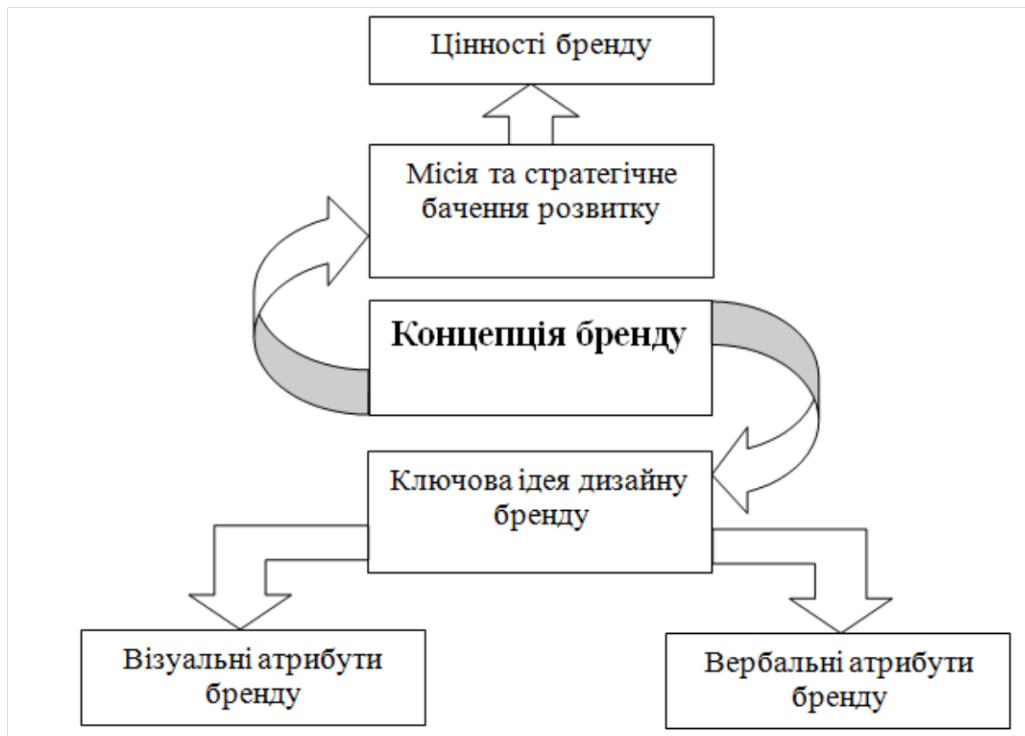 Цінності бренду
Місія та стратегічне
бачення розвитку
Концепція бренду
Ключова ідея дизайну
бренду
Візуальні атрибути
бренду
Вербальні атрибути
бренду